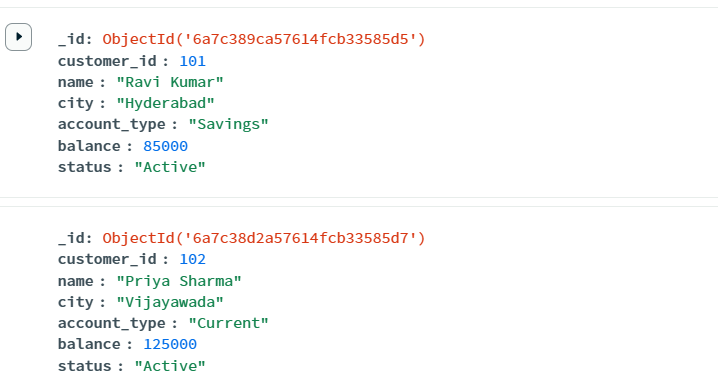 _id: ObjectId('6a7c389ca57614fcb33585d5')
customer_id : 101
name : "Ravi Kumar"
city : "Hyderabad"
account_type : "Savings"
balance : 85000
status : "Active"
_id: ObjectId('6a7c38d2a57614fcb33585d7')
customer_id : 102
name : "Priya Sharma"
city : "Vijayawada"
account_type : "Current"
balance : 125000
status : "Active"